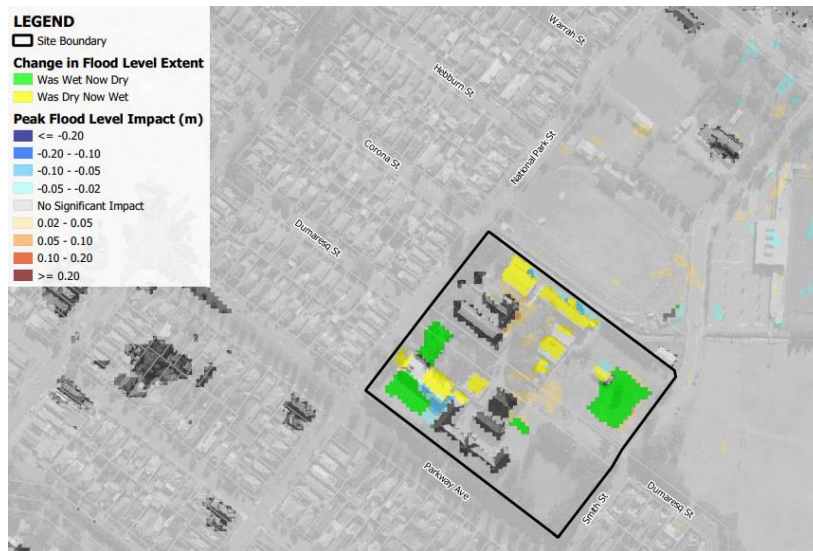 LEGEND
Site Boundary
Change in Flood Level Extent
Was Wet Now Dry
Was Dry Now Wet
Peak Flood Level Impact (m)
<= -0.20
-0.20 - -0.10
-0.10 - -0.05
-0.05 - -0.02
No Significant Impact
0.02 - 0.05
0.05 - 0.10
0.10 - 0.20
>= 0.20
Warrah St
Hebburn St
Corona St
National Park St
Dumaresq St
Parkway Ave
Smith St
Dumaresq St